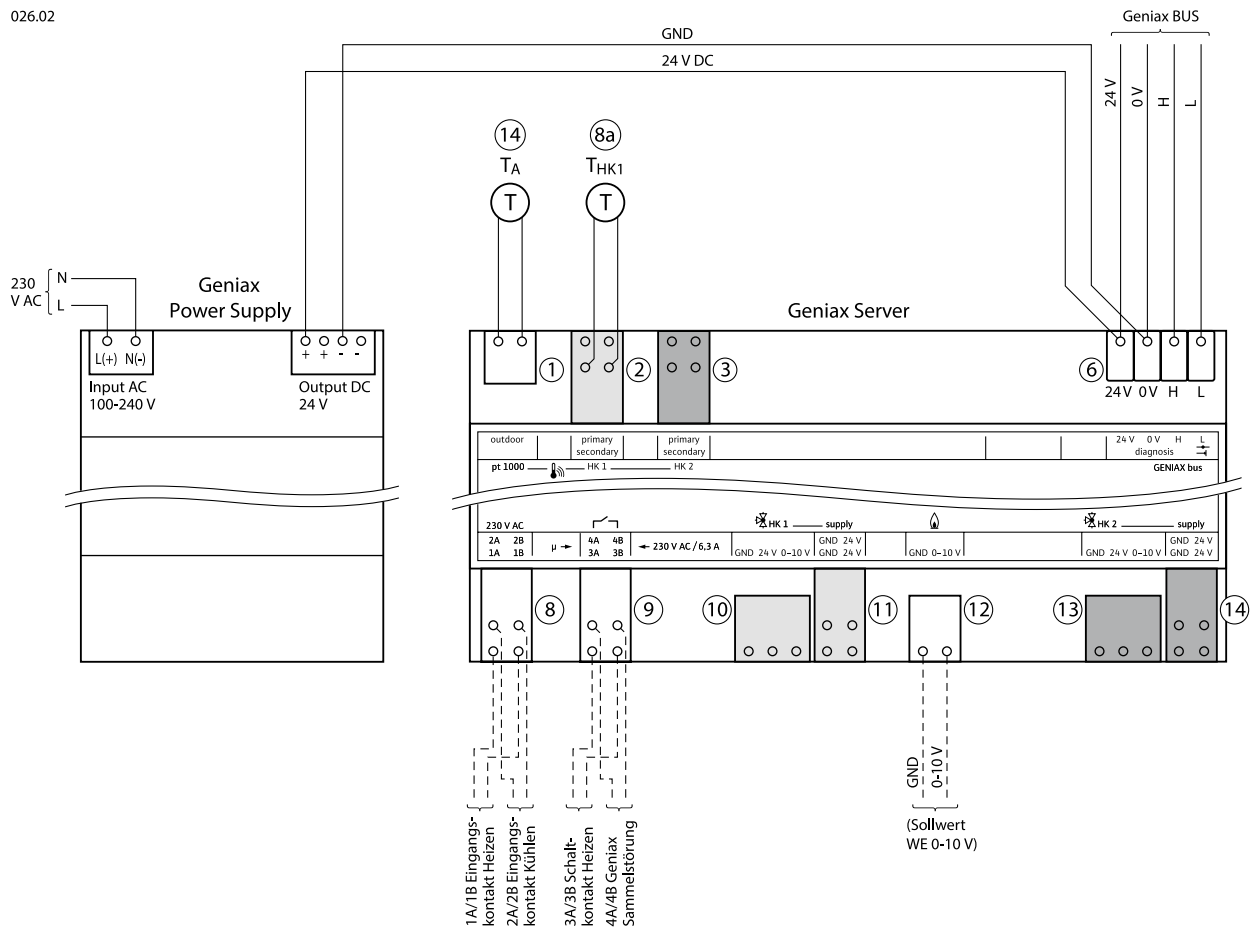 026.02
Geniax BUS
GND
24 V DC
24 V
0 V
H
L
14
TA
T
8a
THK1
T
230
V AC
N
L
Geniax
Power Supply
Geniax Server
L(+) N(-)
Input AC
100-240 V
+ + - -
Output DC
24 V
1
2
3
6
24 V 0 V H L
outdoor
primary
secondary
primary
secondary
24 V 0 V H L
diagnosis
pt 1000
HK 1
HK 2
GENIAX bus
230 V AC
HK 1
supply
HK 2
supply
2A 2B
1A 1B
µ
4A 4B
3A 3B
230 V AC / 6,3 A
GND 24 V 0–10 V
GND 24 V
GND 24 V
GND 0–10 V
GND 24 V 0–10 V
GND 24 V
GND 24 V
8
9
10
11
12
13
14
1A/1B Eingangs-
kontakt Heizen
2A/2B Eingangs-
kontakt Kühlen
3A/3B Schalt-
kontakt Heizen
4A/4B Geniax
Sammelstörung
GND
0-10 V
(Sollwert
WE 0-10 V)